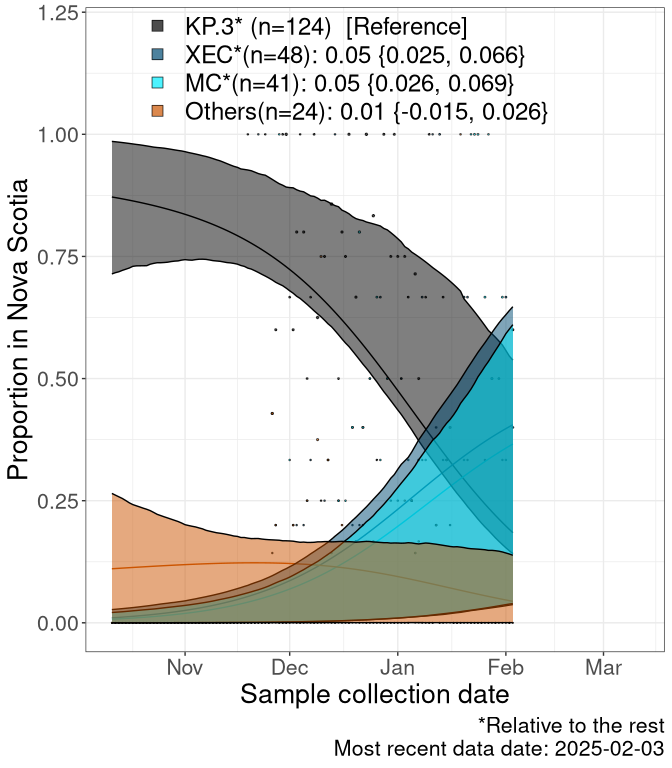 KP.3* (n=124)  [Reference]
XEC*(n=48): 0.05 {0.025, 0.066}
MC*(n=41): 0.05 {0.026, 0.069}
Others(n=24): 0.01 {-0.015, 0.026}
Proportion in Nova Scotia
1.25
1.00
0.75
0.50
0.25
0.00
Nov Dec Jan Feb Mar
Sample collection date
*Relative to the rest
Most recent data date: 2025-02-03